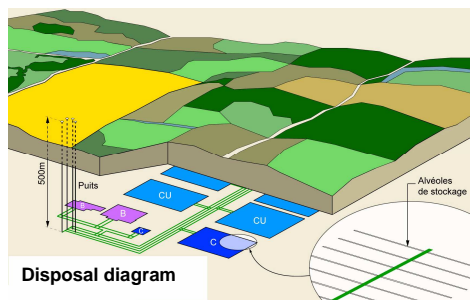 500m
Puits
B
B
C
CU
CU
C
Alvéoles
de stockage
Disposal diagram